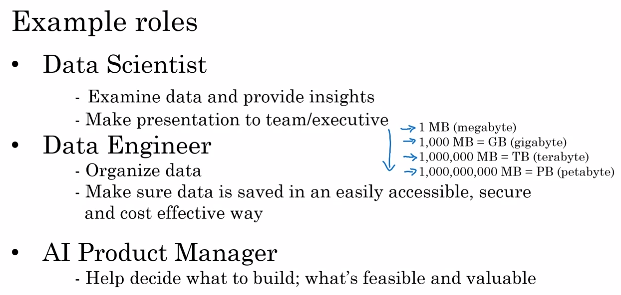 Example roles
• Data Scientist
- Examine data and provide insights
- Make presentation to team/executive
• Data Engineer
- Organize data
- Make sure data is saved in an easily accessible, secure
and cost effective way
→ 1 MB (megabyte)
→ 1,000 MB = GB (gigabyte)
→ 1,000,000 MB = TB (terabyte)
→ 1,000,000,000 MB = PB (petabyte)
• AI Product Manager
- Help decide what to build; what's feasible and valuable